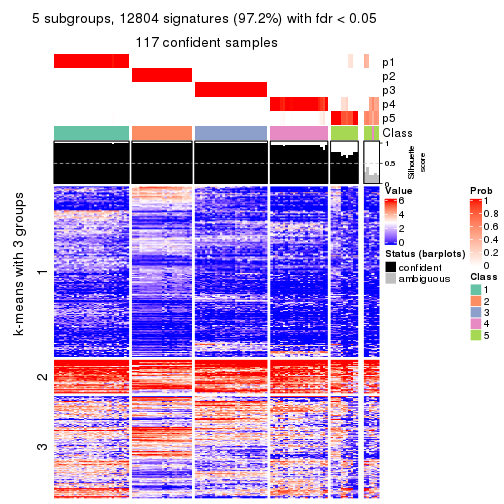 5 subgroups, 12804 signatures (97.2%) with fdr < 0.05
117 confident samples
p1
p2
p3
p4
p5
Class
1
0.5
0
Silhouette
score
k-means with 3 groups
1
2
3
Value
6
4
2
0
Status (barplots)
confident
ambiguous
Prob
1
0.8
0.6
0.4
0.2
0
Class
1
2
3
4
5